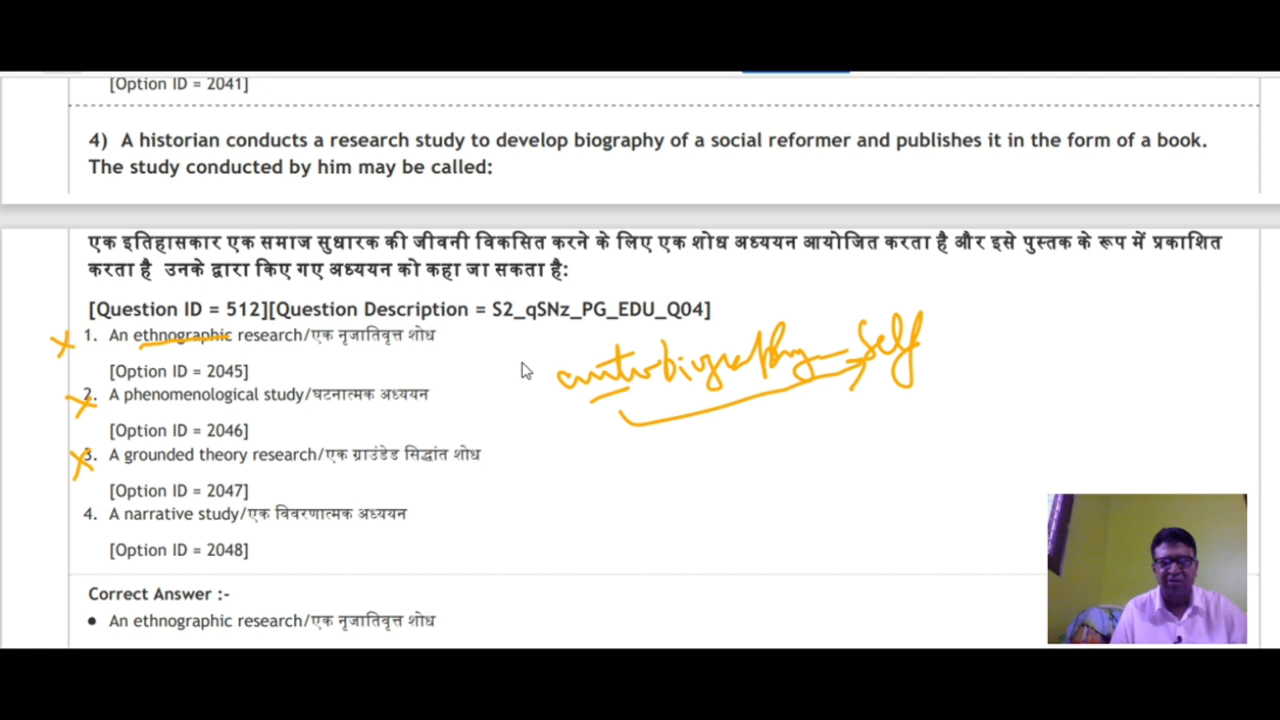 [Option ID = 2041]
4) A historian conducts a research study to develop biography of a social reformer and publishes it in the form of a book.
The study conducted by him may be called:
एक इतिहासकार एक समाज सुधारक की जीवनी विकसित करने के लिए एक शोध अध्ययन आयोजित करता है और इसे पुस्तक के रूप में प्रकाशित
करता है उनके द्वारा किए गए अध्ययन को कहा जा सकता है:
[Question ID = 512][Question Description = S2_qSNz_PG_EDU_Q04]
1. An ethnographic research/एक नृजातिवृत्त शोध
autobiography self
[Option ID = 2045]
2. A phenomenological study/घटनात्मक अध्ययन
[Option ID = 2046]
3. A grounded theory research/एक ग्राउंडेड सिद्धांत शोध
[Option ID = 2047]
4. A narrative study/एक विवरणात्मक अध्ययन
[Option ID = 2048]
Correct Answer :-
• An ethnographic research/एक नृजातिवृत्त शोध